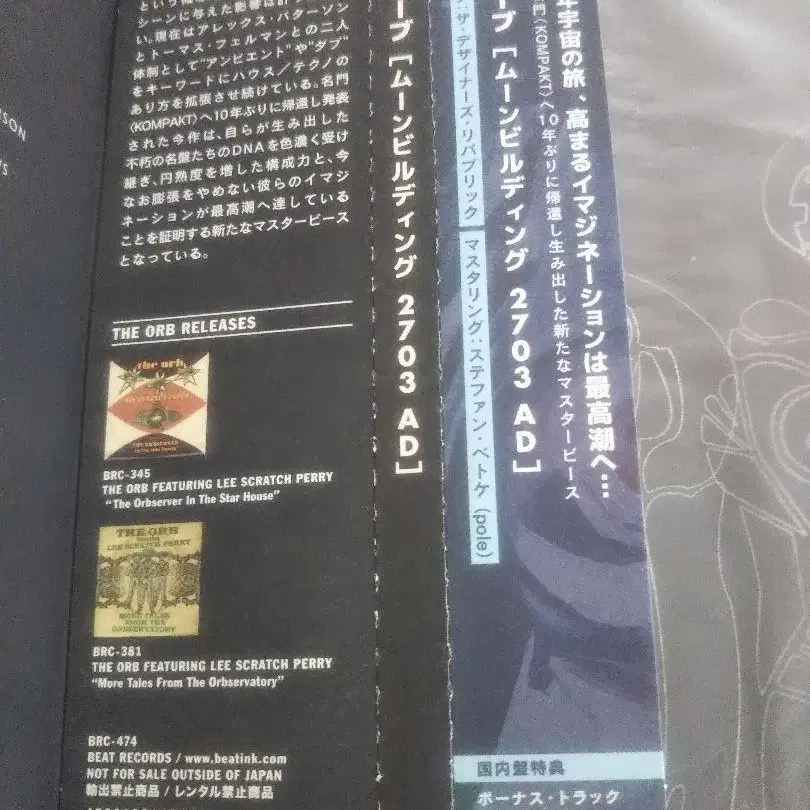 シーンに与えた影響は計
い。現在はアレックス・パターソン
とトーマス・フェルマンとの二人
体制として"アンビエント"や"ダブ"
をキーワードにハウス／テクノの
あり方を拡張させ続けている。名門
〈KOMPAKT〉へ10年ぶりに帰還し発表
された今作は、自らが生み出した
不朽の名盤たちのDNAを色濃く受け
継ぎ、円熟度を増した構成力と、今
なお膨張をやめない彼らのイマジ
ネーションが最高潮へ達している
ことを証明する新たなマスターピース
となっている。
THE ORB RELEASES
the orb
BRC-345
THE ORB FEATURING LEE SCRATCH PERRY
"The Orbserver In The Star House"
THE ORB
LEE SCRATCH PERRY
MORE TALES
FROM THE
ORBSERVATORY
BRC-381
THE ORB FEATURING LEE SCRATCH PERRY
"More Tales From The Orbservatory"
BRC-474
BEAT RECORDS / www.beatink.com
NOT FOR SALE OUTSIDE OF JAPAN
輸出禁止商品 / レンタル禁止商品
ーブ［ムーンビルディング 2703 AD］
年宇宙の旅、高まるイマジネーションは最高潮へ…
門〈KOMPAKT〉へ10年ぶりに帰還し生み出した新たなマスターピース
ーブ［ムーンビルディング 2703 AD］
ザ・デザイナーズ・リパブリック
マスタリング：ステファン・ベトケ (pole)
国内盤特典
ボーナス・トラック
SON